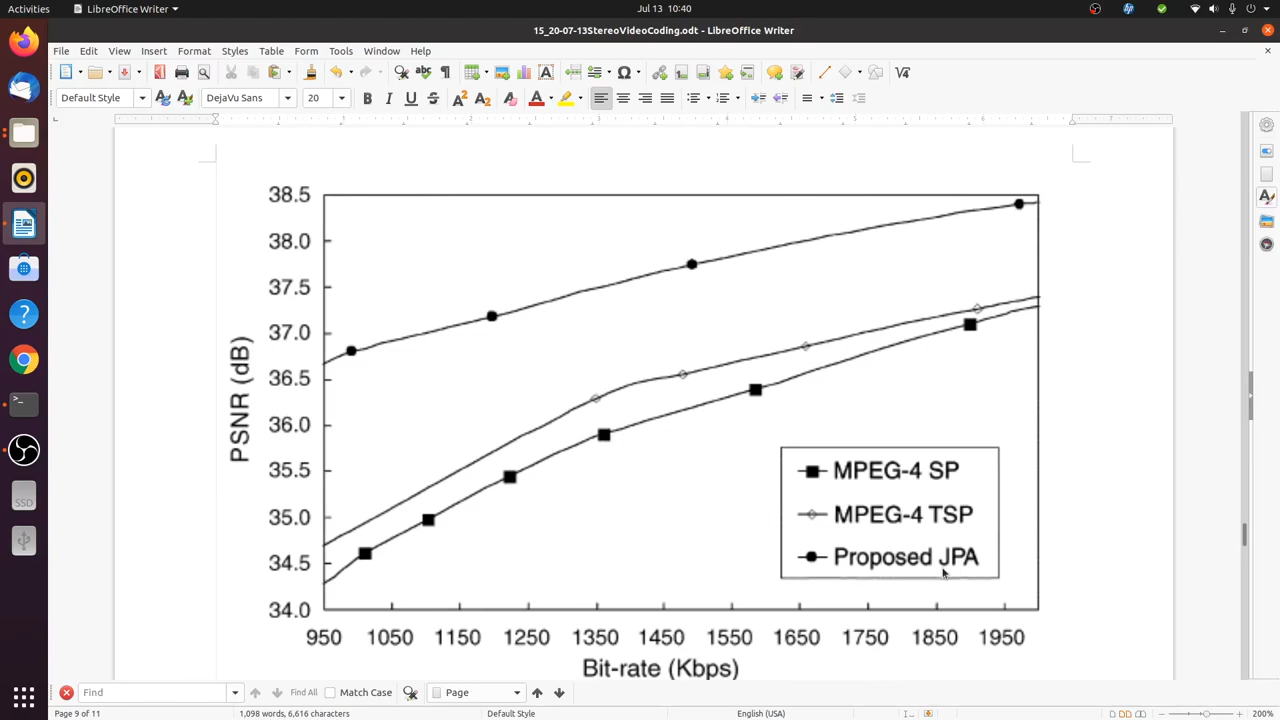 Activities
LibreOffice Writer
Jul 13 10:40
15_20-07-13StereoVideoCoding.odt - LibreOffice Writer
File Edit View Insert Format Styles Table Form Tools Window Help
Default Style DejaVu Sans 20
38.5
38.0
37.5
37.0
36.5
36.0
35.5
35.0
34.5
34.0
PSNR (dB)
MPEG-4 SP
MPEG-4 TSP
Proposed JPA
950 1050 1150 1250 1350 1450 1550 1650 1750 1850 1950
Bit-rate (Kbps)
Find Find All Match Case Page
Page 9 of 11 1,098 words, 6,616 characters Default Style English (USA) 200%